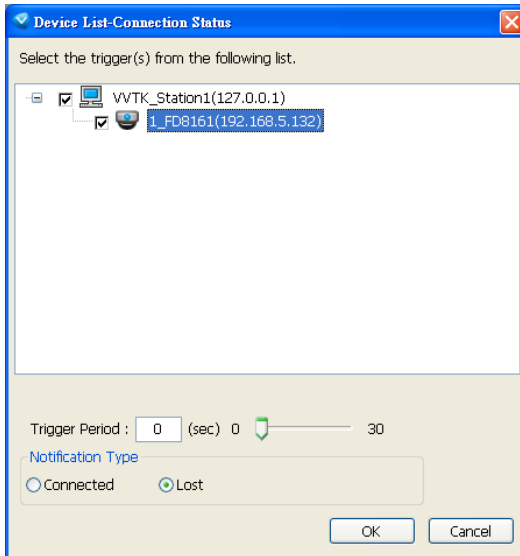 Device List-Connection Status
Select the trigger(s) from the following list.
VVTK_Station1(127.0.0.1)
1_FD8161(192.168.5.132)
Trigger Period : 0 (sec) 0 30
Notification Type
Connected Lost
OK Cancel